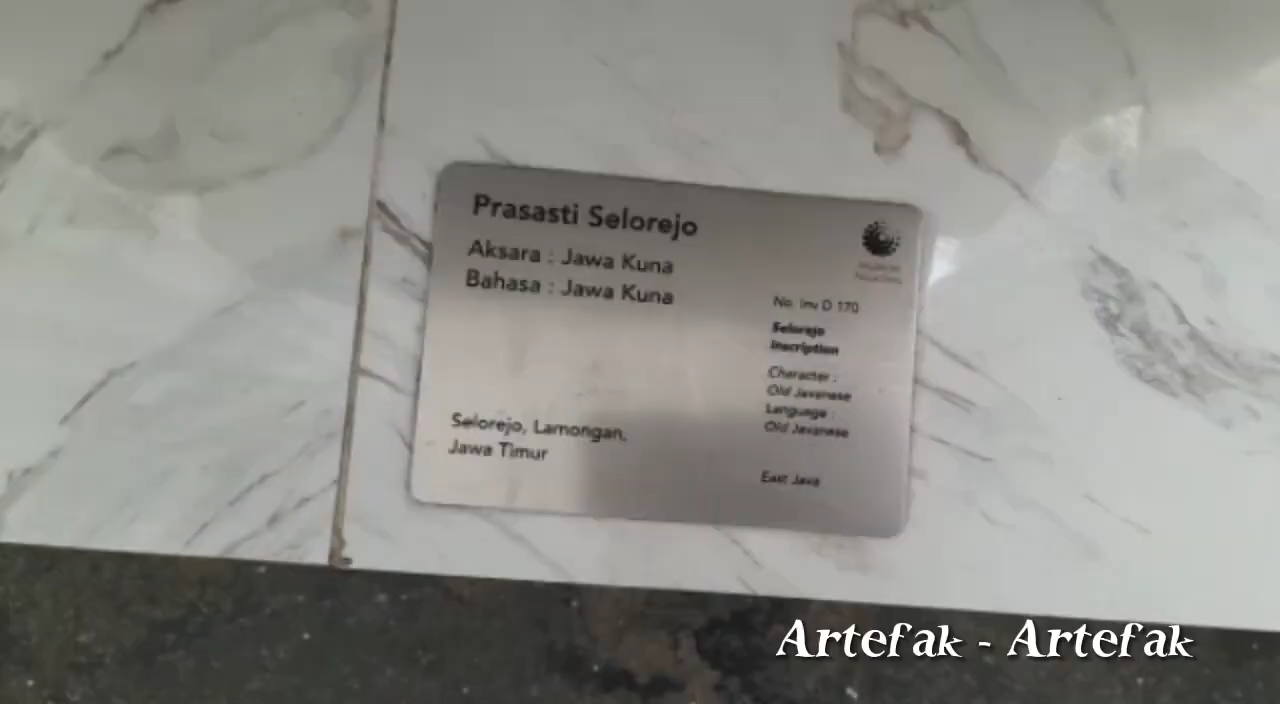 Prasasti Selorejo
Aksara : Jawa Kuna
Bahasa : Jawa Kuna
Selorejo, Lamongan,
Jawa Timur
No. Inv D 170
Selorejo
Inscription
Character :
Old Javanese
Language :
Old Javanese
East Java
Artefak - Artefak